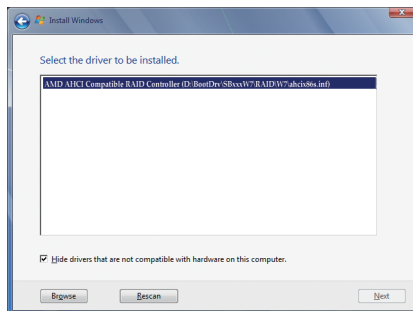 Install Windows
Select the driver to be installed.
AMD AHCI Compatible RAID Controller (D:\BootDrv\SBxxxW7\RAID\W7\ahcix86s.inf)
Hide drivers that are not compatible with hardware on this computer.
Browse Rescan Next